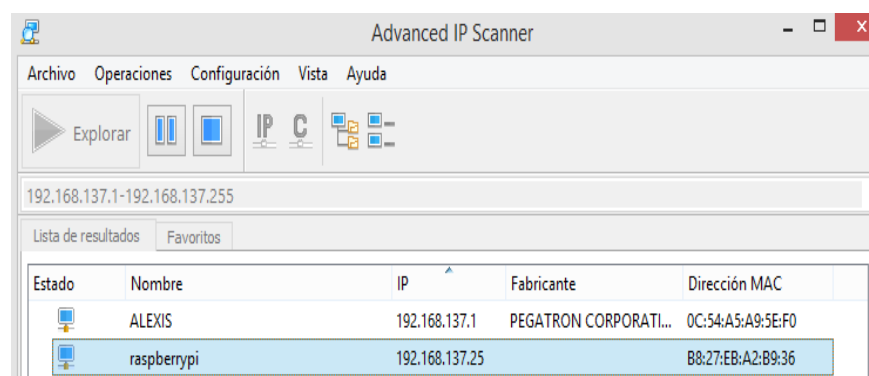 Advanced IP Scanner
Archivo Operaciones Configuración Vista Ayuda
Explorar IP C
192.168.137.1-192.168.137.255
Lista de resultados Favoritos
Estado Nombre IP Fabricante Dirección MAC
ALEXIS 192.168.137.1 PEGATRON CORPORATI... 0C:54:A5:A9:5E:F0
raspberrypi 192.168.137.25 B8:27:EB:A2:B9:36